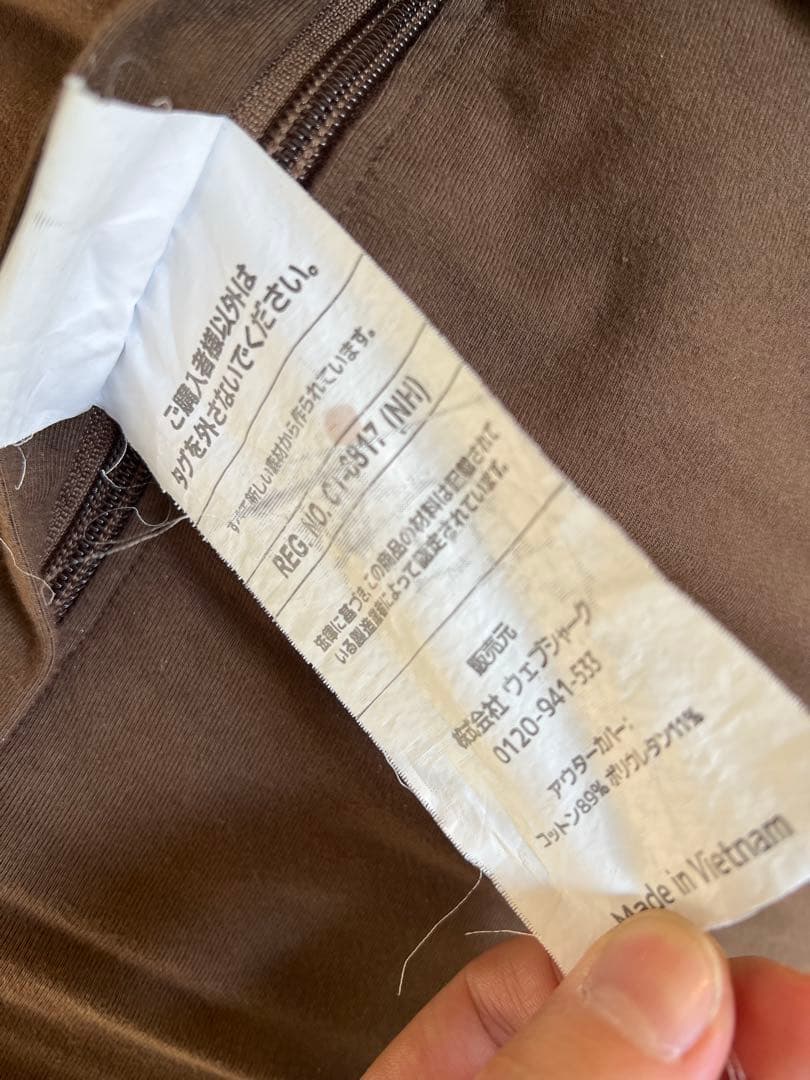 ご購入者様以外は
タグを外さないでください。
すべて新しい素材から作られています。
REG. NO. CT-0317 (NH)
法律に基づき、この商品の材料は記載されて
いる製造業者によって認定されています。
販売元
株式会社 ウェブシャーク
0120-941-533
アウターカバー:
コットン89% ポリウレタン11%
Made in Vietnam